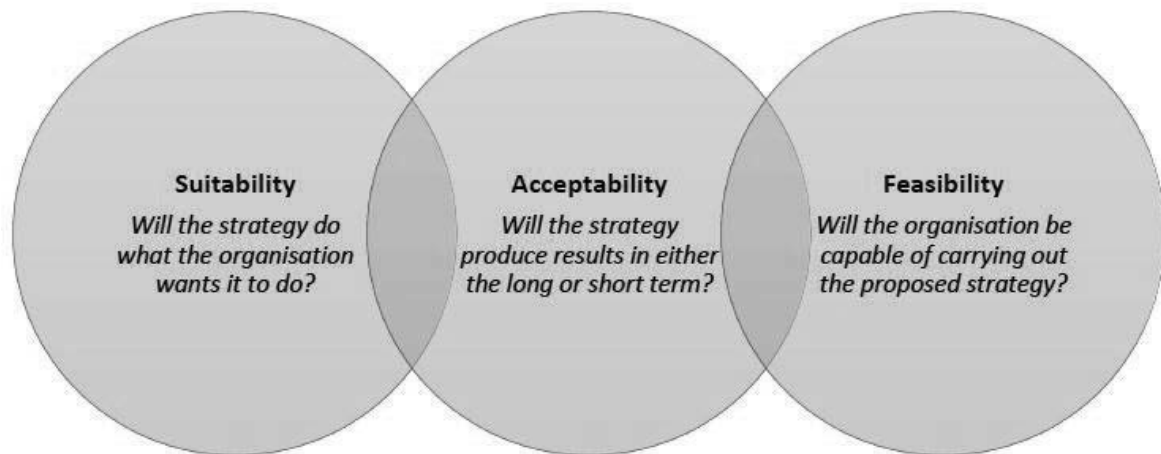 Suitability
Will the strategy do
what the organisation
wants it to do?
Acceptability
Will the strategy
produce results in either
the long or short term?
Feasibility
Will the organisation be
capable of carrying out
the proposed strategy?